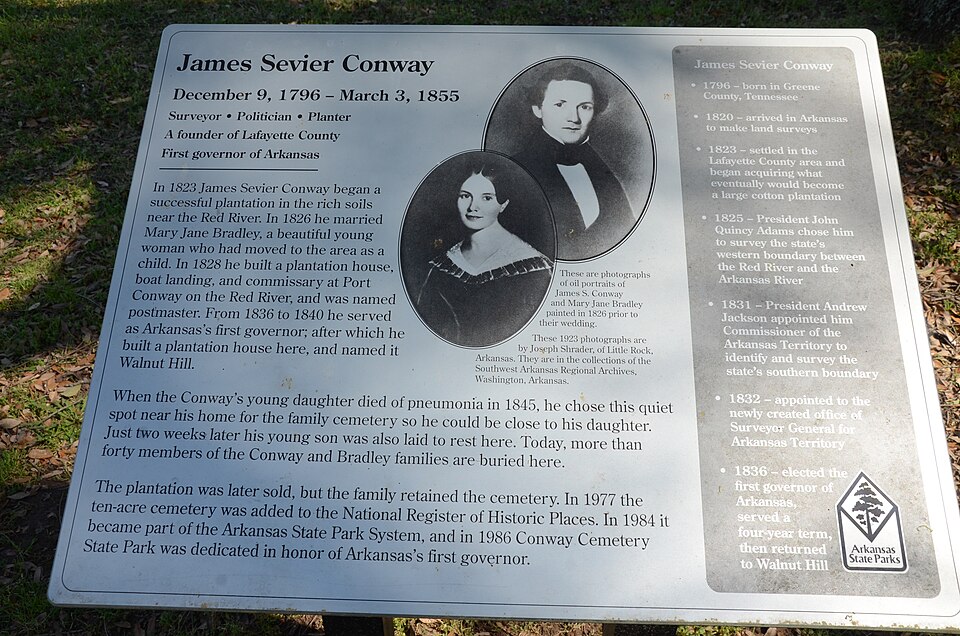 James Sevier Conway
December 9, 1796 – March 3, 1855
Surveyor • Politician • Planter
A founder of Lafayette County
First governor of Arkansas
In 1823 James Sevier Conway began a
successful plantation in the rich soils
near the Red River. In 1826 he married
Mary Jane Bradley, a beautiful young
woman who had moved to the area as a
child. In 1828 he built a plantation house,
boat landing, and commissary at Port
Conway on the Red River, and was named
postmaster. From 1836 to 1840 he served
as Arkansas's first governor; after which he
built a plantation house here, and named it
Walnut Hill.
These are photographs
of oil portraits of
James S. Conway
and Mary Jane Bradley
painted in 1826 prior to
their wedding.
These 1923 photographs are
by Joseph Shrader, of Little Rock,
Arkansas. They are in the collections of the
Southwest Arkansas Regional Archives,
Washington, Arkansas.
When the Conway's young daughter died of pneumonia in 1845, he chose this quiet
spot near his home for the family cemetery so he could be close to his daughter.
Just two weeks later his young son was also laid to rest here. Today, more than
forty members of the Conway and Bradley families are buried here.
The plantation was later sold, but the family retained the cemetery. In 1977 the
ten-acre cemetery was added to the National Register of Historic Places. In 1984 it
became part of the Arkansas State Park System, and in 1986 Conway Cemetery
State Park was dedicated in honor of Arkansas's first governor.
James Sevier Conway
• 1796 – born in Greene
County, Tennessee
• 1820 – arrived in Arkansas
to make land surveys
• 1823 – settled in the
Lafayette County area and
began acquiring what
eventually would become
a large cotton plantation
• 1825 – President John
Quincy Adams chose him
to survey the state's
western boundary between
the Red River and the
Arkansas River
• 1831 – President Andrew
Jackson appointed him
Commissioner of the
Arkansas Territory to
identify and survey the
state's southern boundary
• 1832 – appointed to the
newly created office of
Surveyor General for
Arkansas Territory
• 1836 – elected the
first governor of
Arkansas,
served a
four-year term,
then returned
to Walnut Hill
Arkansas
State Parks